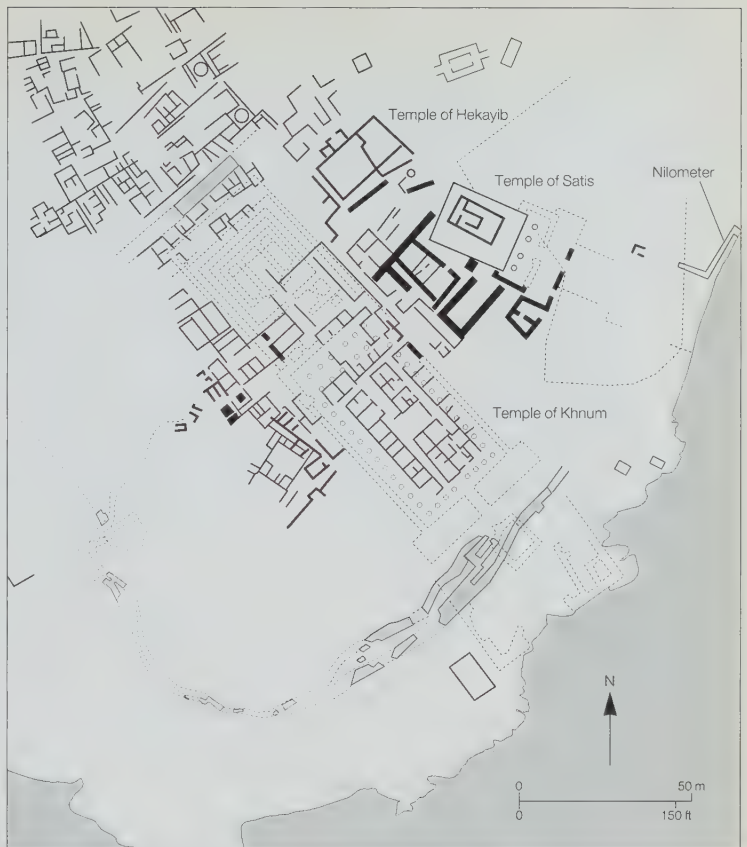 Temple of Hekayib
Temple of Satis
Nilometer
Temple of Khnum
N
0 50 m
0 150 ft